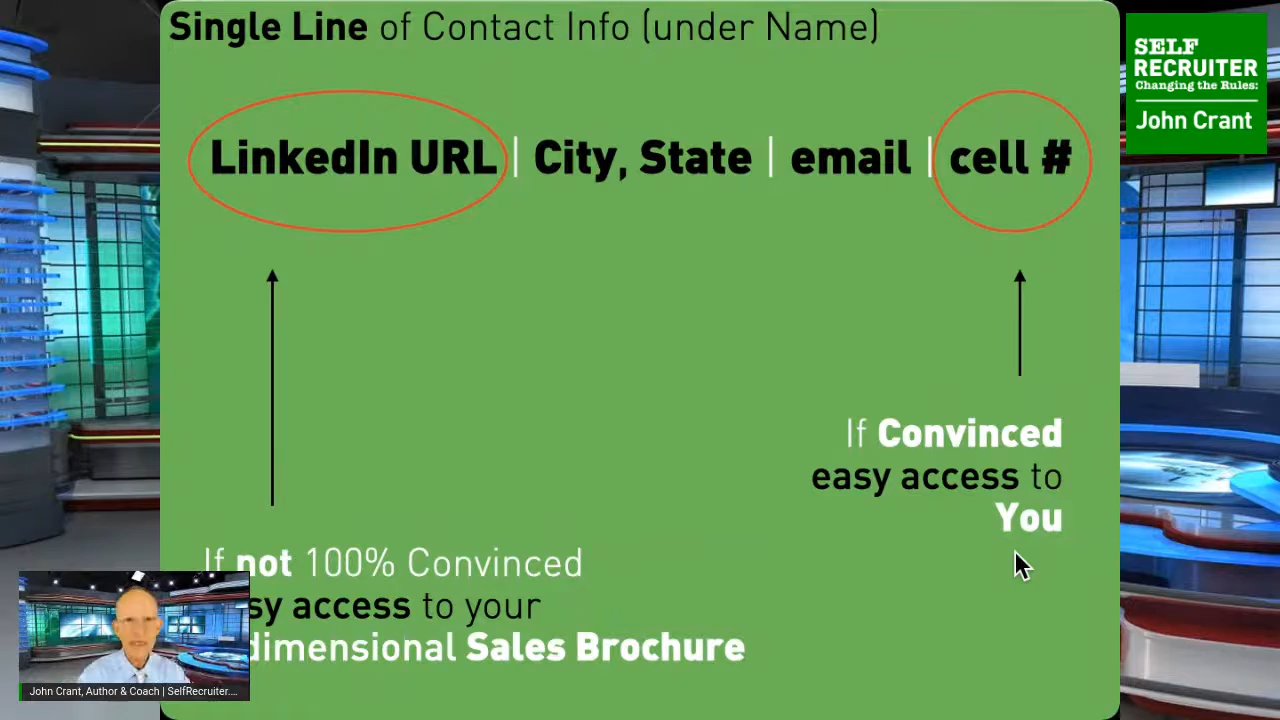 Single Line of Contact Info (under Name)
SELF
RECRUITER
Changing the Rules:
John Crant
LinkedIn URL | City, State | email | cell #
If Convinced
easy access to
You
If not 100% Convinced
access to your
dimensional Sales Brochure
John Crant, Author & Coach | SelfRecruiter....